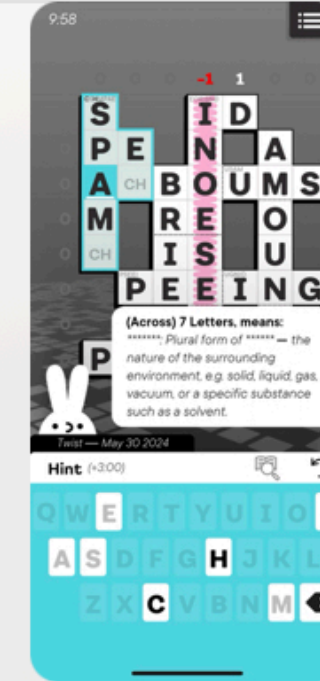 9:58
-1 1
S I D
P E N A
A CH B O U M S
M R E O
CH I S U
P E E E I N G
P
(Across) 7 Letters, means:
*******: Plural form of ****** — the
nature of the surrounding
environment, e.g. solid, liquid, gas,
vacuum, or a specific substance
such as a solvent.
Twist — May 30 2024
Hint (+3:00)
Q W E R T Y U I O
A S D F G H J K L
Z X C V B N M